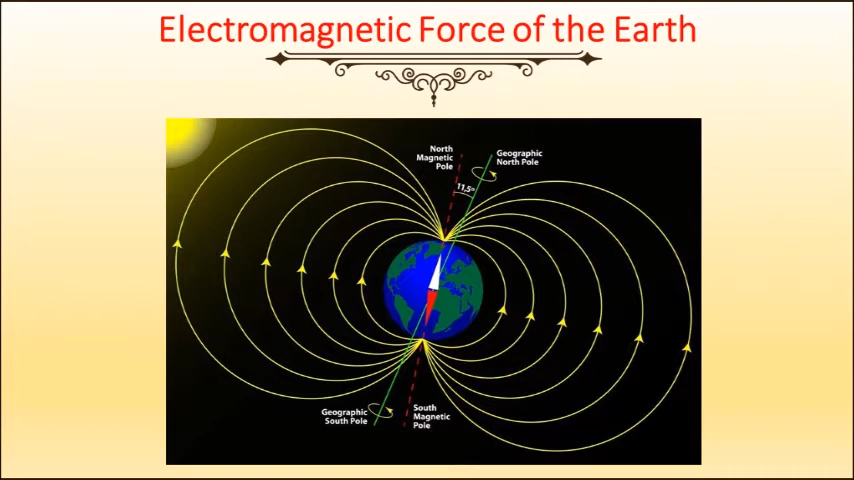 Electromagnetic Force of the Earth
North
Magnetic
Pole
Geographic
North Pole
11,5°
Geographic
South Pole
South
Magnetic
Pole